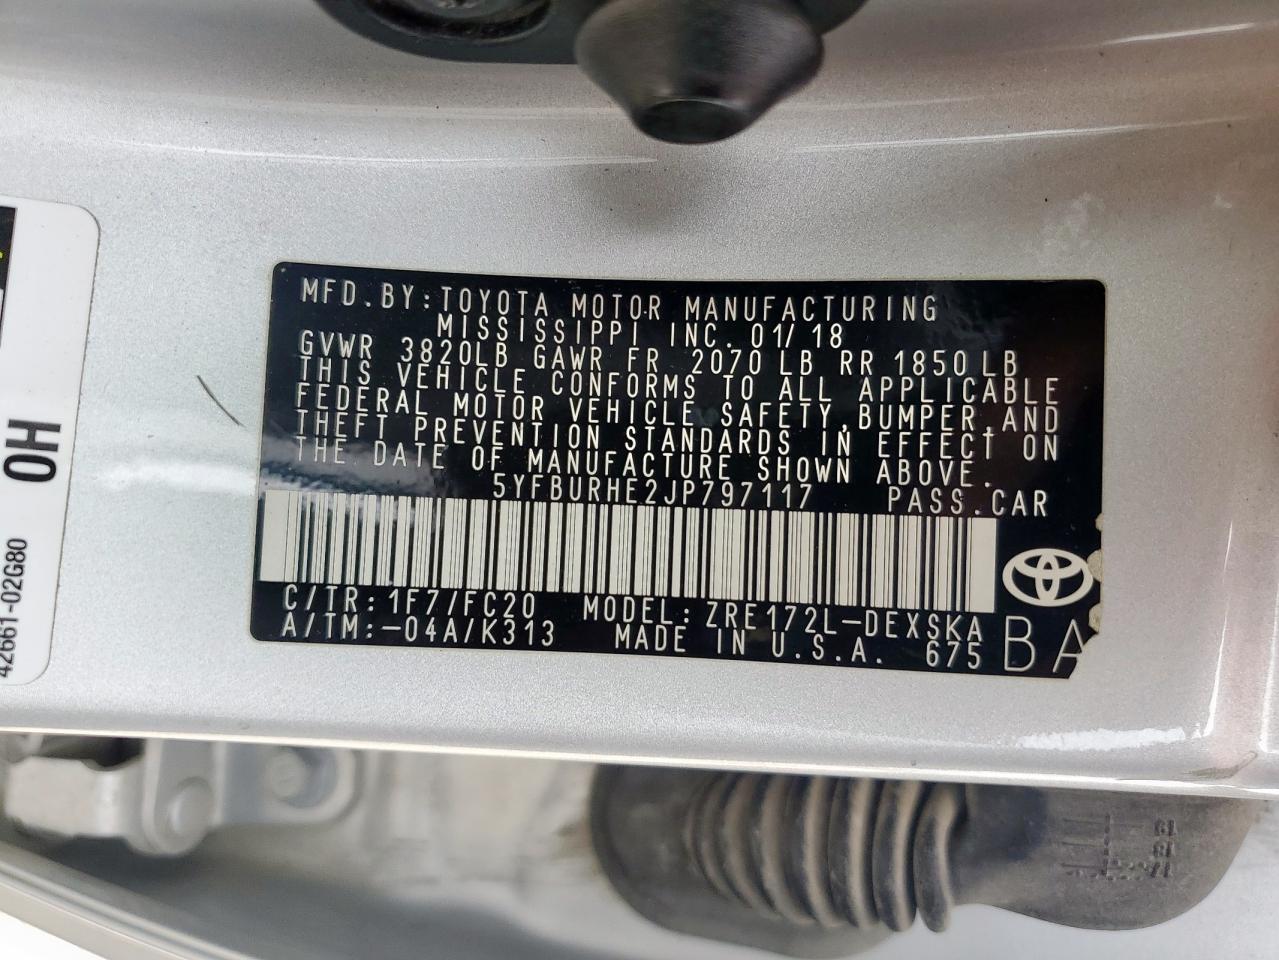 MFD.BY:TOYOTA MOTOR MANUFACTURING
MISSISSIPPI INC. 01/18
GVWR 3820LB GAWR FR 2070 LB RR 1850 LB
THIS VEHICLE CONFORMS TO ALL APPLICABLE
FEDERAL MOTOR VEHICLE SAFETY,BUMPER,AND
THEFT PREVENTION STANDARDS IN EFFECT ON
THE DATE OF MANUFACTURE SHOWN ABOVE.
5YFBURHE2JP797117 PASS.CAR
C/TR:1F7/FC20 MODEL:ZRE172L-DEXSKA
A/TM:-04A/K313 MADE IN U.S.A. 675
BA
0H
42661-02G80